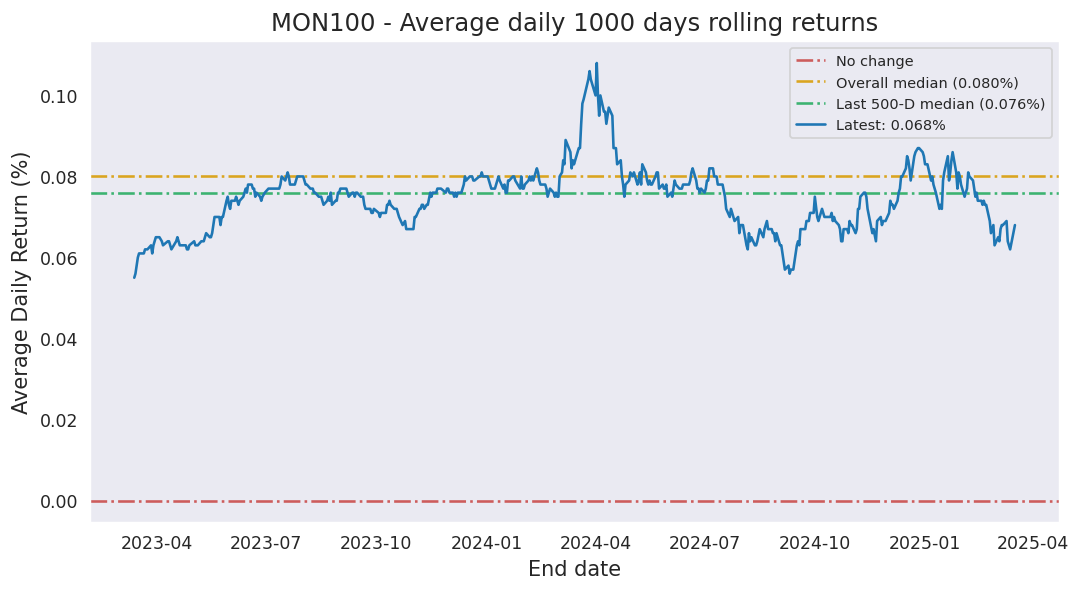 MON100 - Average daily 1000 days rolling returns
No change
Overall median (0.080%)
Last 500-D median (0.076%)
Latest: 0.068%
Average Daily Return (%)
0.10
0.08
0.06
0.04
0.02
0.00
2023-04 2023-07 2023-10 2024-01 2024-04 2024-07 2024-10 2025-01 2025-04
End date